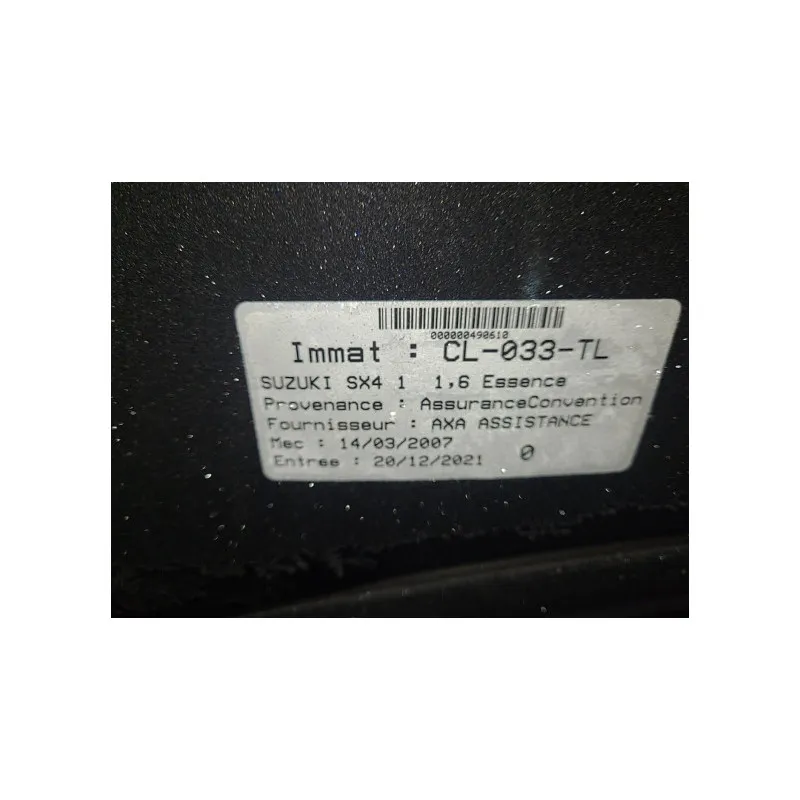 000000490610
Immat : CL-033-TL
SUZUKI SX4 1 1,6 Essence
Provenance : AssuranceConvention
Fournisseur : AXA ASSISTANCE
Mec : 14/03/2007
Entree : 20/12/2021 0